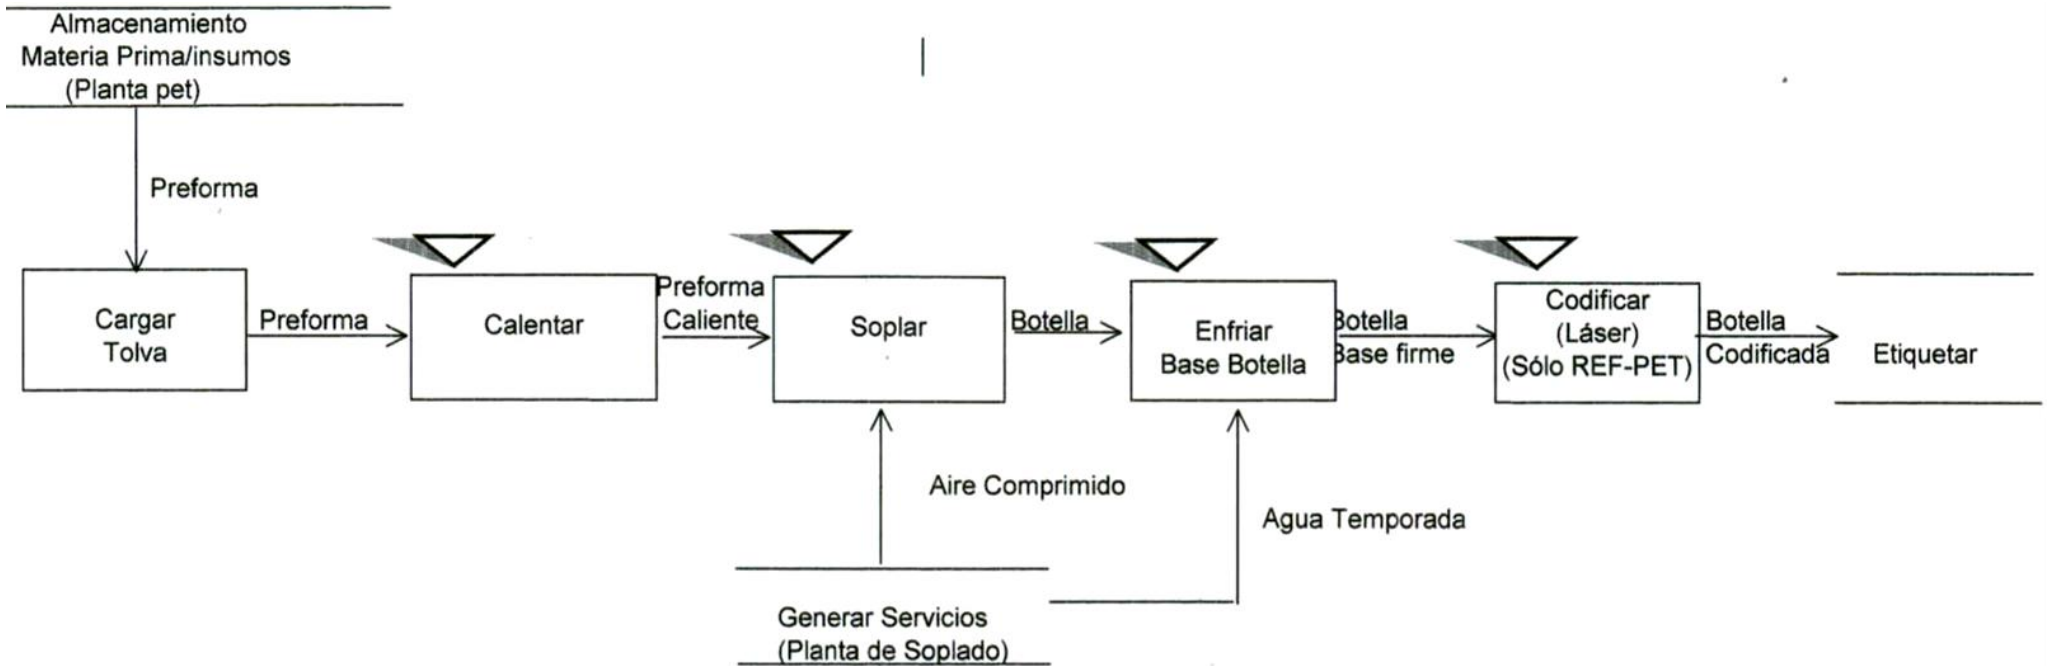 Almacenamiento
Materia Prima/insumos
(Planta pet)
Preforma
Cargar
Tolva
Preforma
Calentar
Preforma
Caliente
Soplar
Botella
Enfriar
Base Botella
Botella
Base firme
Codificar
(Láser)
(Sólo REF-PET)
Botella
Codificada
Etiquetar
Aire Comprimido
Agua Temporada
Generar Servicios
(Planta de Soplado)